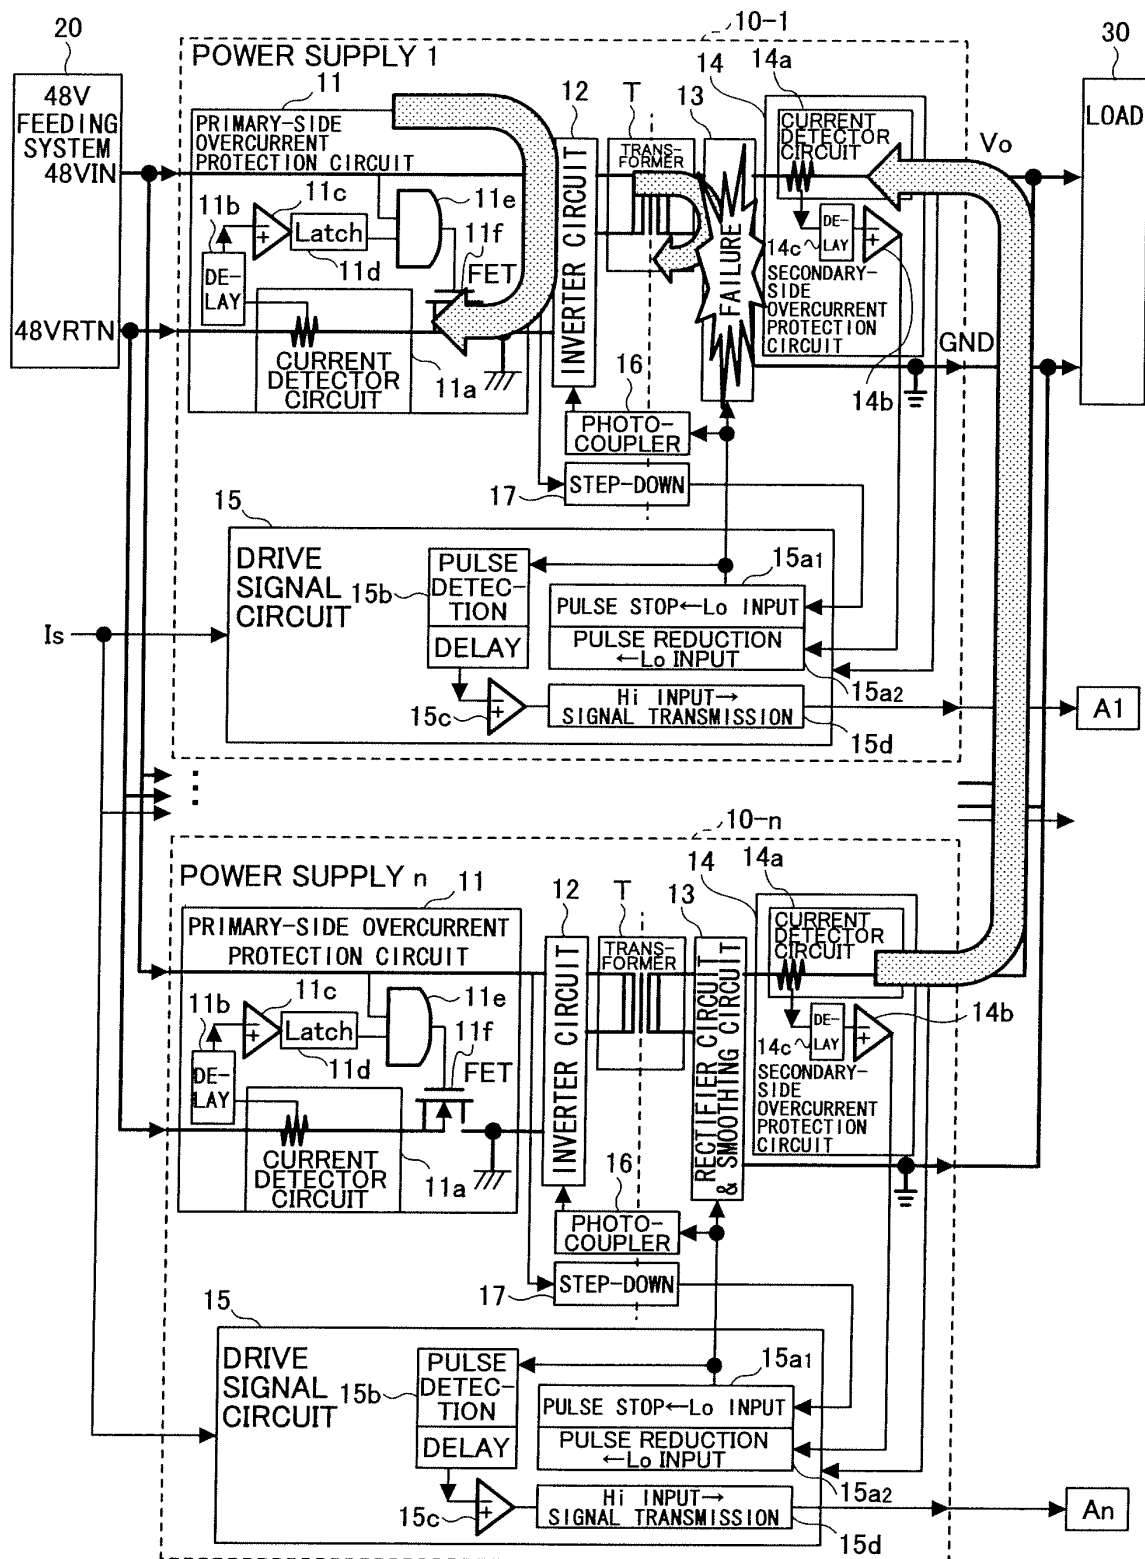 20
10-1
30
POWER SUPPLY 1
48V
FEEDING
SYSTEM
48VIN
48VRTN
11
PRIMARY-SIDE
OVERCURRENT
PROTECTION CIRCUIT
12
T
13
14
14a
TRANS-
FORMER
CURRENT
DETECTOR
CIRCUIT
Vo
LOAD
11b
11c
11e
Latch
11d
11f
FET
DE-
LAY
CURRENT
DETECTOR
CIRCUIT
11a
INVERTER CIRCUIT
FAILURE
DE-
LAY
14c
SECONDARY-
SIDE
OVERCURRENT
PROTECTION
CIRCUIT
GND
14b
16
PHOTO-
COUPLER
17
STEP-DOWN
15
DRIVE
SIGNAL
CIRCUIT
PULSE
DETEC-
TION
15b
DELAY
15a1
PULSE STOP←Lo INPUT
PULSE REDUCTION
←Lo INPUT
15a2
Is
15c
Hi INPUT→
SIGNAL TRANSMISSION
15d
A1
10-n
POWER SUPPLY n
11
PRIMARY-SIDE OVERCURRENT
PROTECTION CIRCUIT
12
T
13
14
14a
TRANS-
FORMER
CURRENT
DETECTOR
CIRCUIT
11b
11c
11e
Latch
11d
11f
FET
DE-
LAY
CURRENT
DETECTOR
CIRCUIT
11a
INVERTER CIRCUIT
RECTIFIER CIRCUIT
& SMOOTHING CIRCUIT
DE-
LAY
14c
14b
SECONDARY-
SIDE
OVERCURRENT
PROTECTION
CIRCUIT
16
PHOTO-
COUPLER
17
STEP-DOWN
15
DRIVE
SIGNAL
CIRCUIT
PULSE
DETEC-
TION
15b
DELAY
15a1
PULSE STOP←Lo INPUT
PULSE REDUCTION
←Lo INPUT
15a2
15c
Hi INPUT→
SIGNAL TRANSMISSION
15d
An